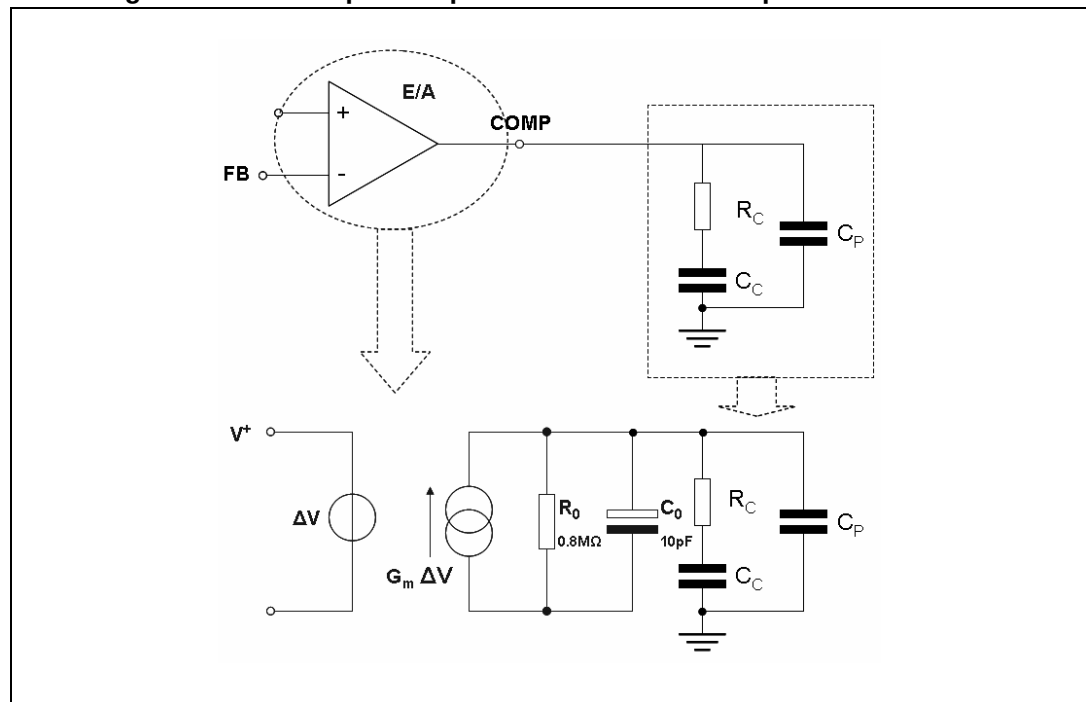 E/A
+
COMP
FB
-
R_C
C_P
C_C
V⁺
ΔV
G_m ΔV
R_0
0.8MΩ
C_0
10pF
R_C
C_P
C_C